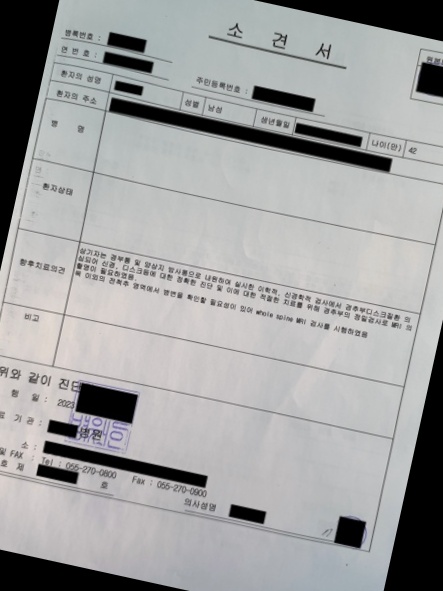 소 견 서
원본
병록번호 :
연 번 호 :
주민등록번호 :
환자의 성명
성별 남성 생년월일 나이(만) 42
환자의 주소
병 명
환자상태
향후치료의견
상기자는 경부통 및 양상지 방사통으로 내원하여 실시한 이학적, 신경학적 검사에서 경추부디스크질환 의
심되어 신경, 디스크등에 대한 정확한 진단 및 이에 대한 적절한 치료를 위해 경추부의 정밀검사로 MRI 의
촬영이 필요하였음.
목 이외의 전척추 영역에서 병변을 확인할 필요성이 있어 whole spine MRI 검사를 시행하였음
비고
위와 같이 진단
행 일 : 2023
기 관 : 병원
소 :
및 FAX : Tel : 055-270-0800 Fax : 055-270-0900
호 제 호
의사성명